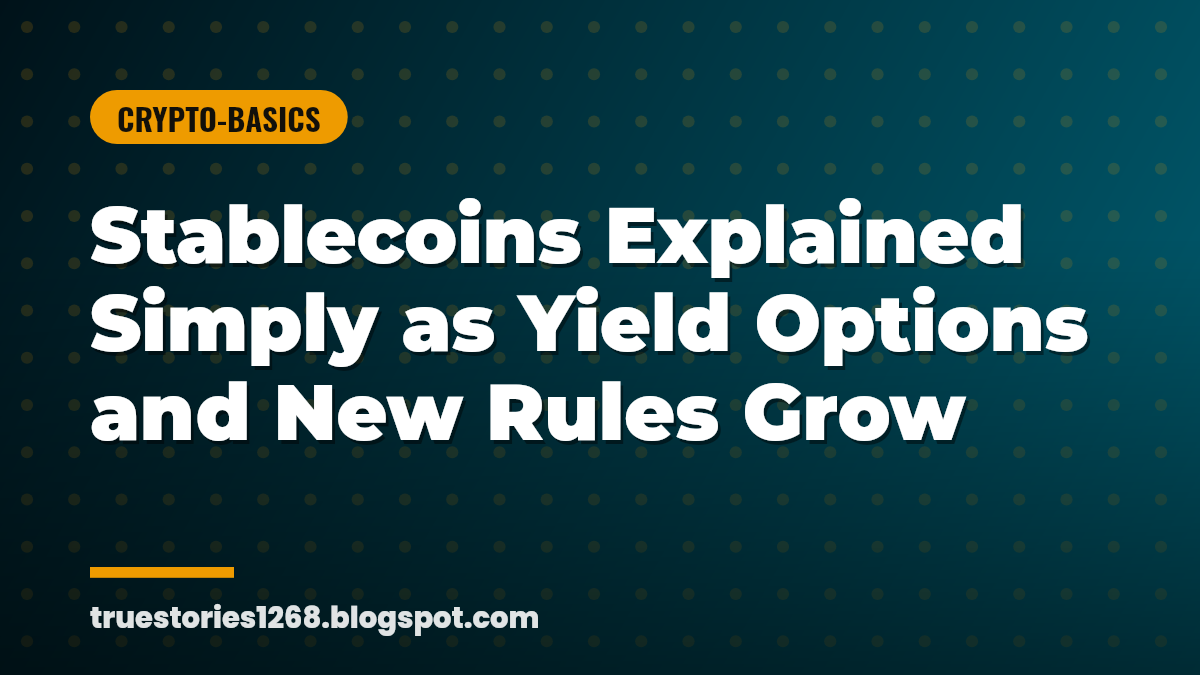 CRYPTO-BASICS
Stablecoins Explained
Simply as Yield Options
and New Rules Grow
truestories1268.blogspot.com